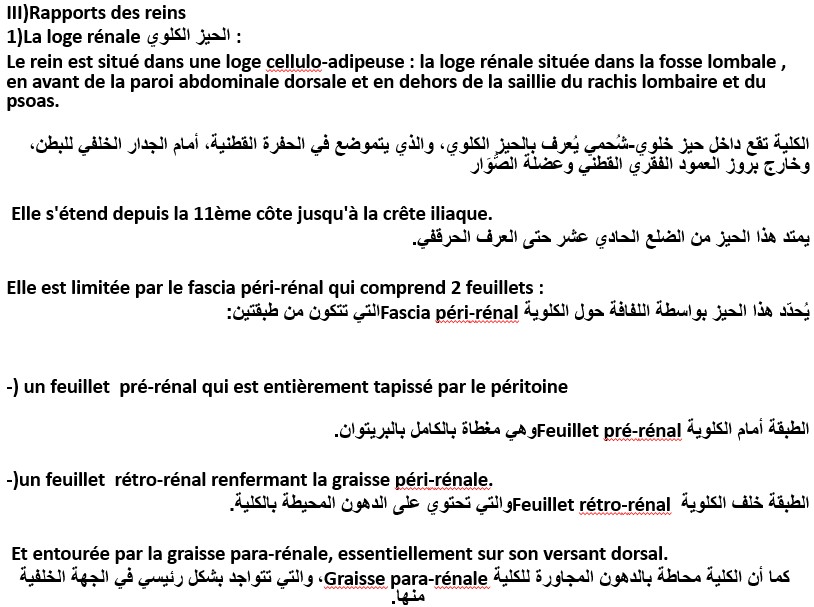 III)Rapports des reins
1)La loge rénale الحيز الكلوي :
Le rein est situé dans une loge cellulo-adipeuse : la loge rénale située dans la fosse lombale ,
en avant de la paroi abdominale dorsale et en dehors de la saillie du rachis lombaire et du
psoas.
الكلية تقع داخل حيز خلوي-شُحمي يُعرف بالحيز الكلوي، والذي يتموضع في الحفرة القطنية، أمام الجدار الخلفي للبطن،
وخارج بروز العمود الفقري القطني وعضلة الصَّوَار
Elle s'étend depuis la 11ème côte jusqu'à la crête iliaque.
يمتد هذا الحيز من الضلع الحادي عشر حتى العرف الحرقفي.
Elle est limitée par le fascia péri-rénal qui comprend 2 feuillets :
يُحدَد هذا الحيز بواسطة اللفافة حول الكلوية Fascia péri-rénalالتي تتكون من طبقتين:
-) un feuillet pré-rénal qui est entièrement tapissé par le péritoine
الطبقة أمام الكلوية Feuillet pré-rénalوهي مغطاة بالكامل بالبريتوان.
-)un feuillet rétro-rénal renfermant la graisse péri-rénale.
الطبقة خلف الكلوية Feuillet rétro-rénalوالتي تحتوي على الدهون المحيطة بالكلية.
Et entourée par la graisse para-rénale, essentiellement sur son versant dorsal.
كما أن الكلية محاطة بالدهون المجاورة للكلية Graisse para-rénale، والتي تتواجد بشكل رئيسي في الجهة الخلفية
منها.